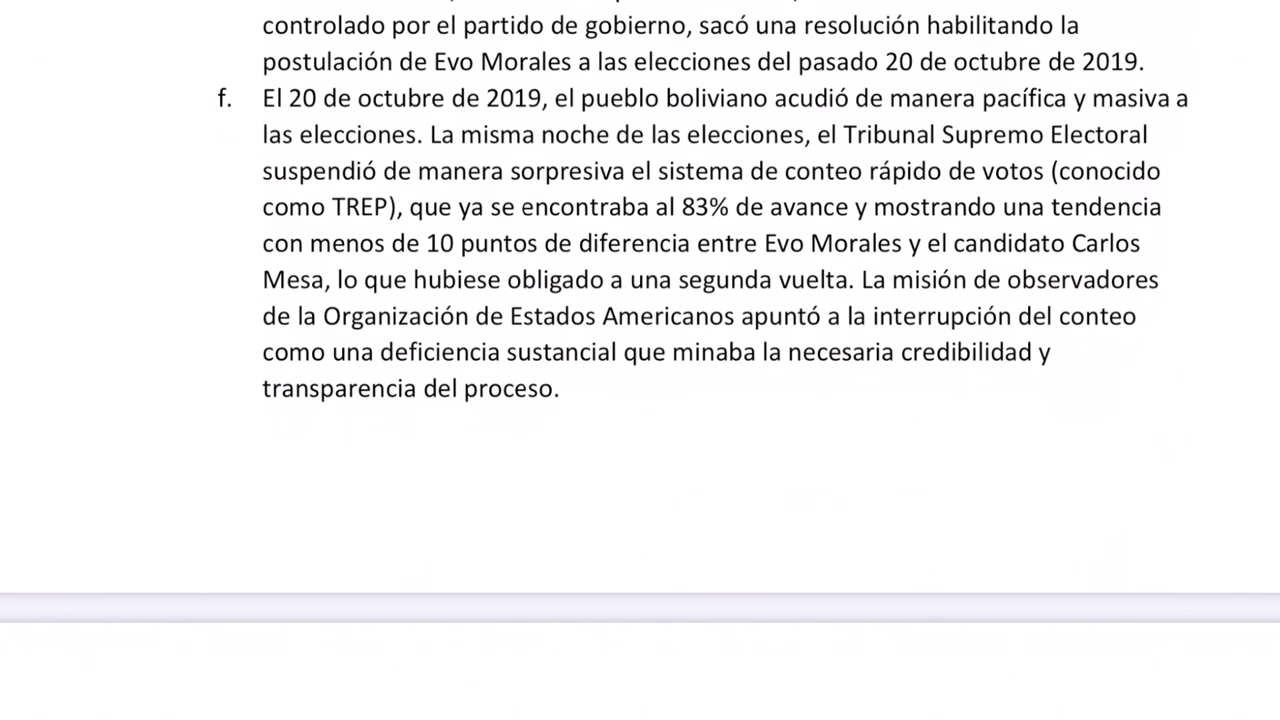 controlado por el partido de gobierno, sacó una resolución habilitando la
postulación de Evo Morales a las elecciones del pasado 20 de octubre de 2019.
f. El 20 de octubre de 2019, el pueblo boliviano acudió de manera pacífica y masiva a
las elecciones. La misma noche de las elecciones, el Tribunal Supremo Electoral
suspendió de manera sorpresiva el sistema de conteo rápido de votos (conocido
como TREP), que ya se encontraba al 83% de avance y mostrando una tendencia
con menos de 10 puntos de diferencia entre Evo Morales y el candidato Carlos
Mesa, lo que hubiese obligado a una segunda vuelta. La misión de observadores
de la Organización de Estados Americanos apuntó a la interrupción del conteo
como una deficiencia sustancial que minaba la necesaria credibilidad y
transparencia del proceso.